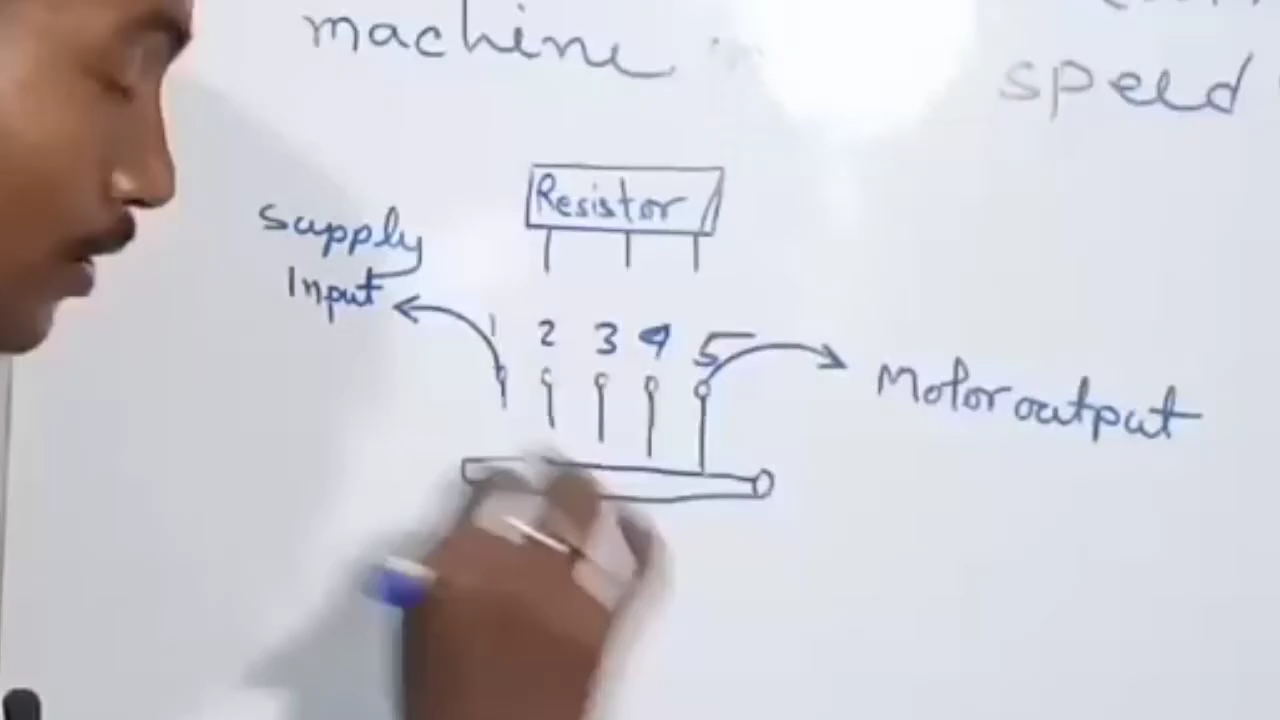 machine
speed
Resistor
Supply
Input
1 2 3 4 5
Motor output